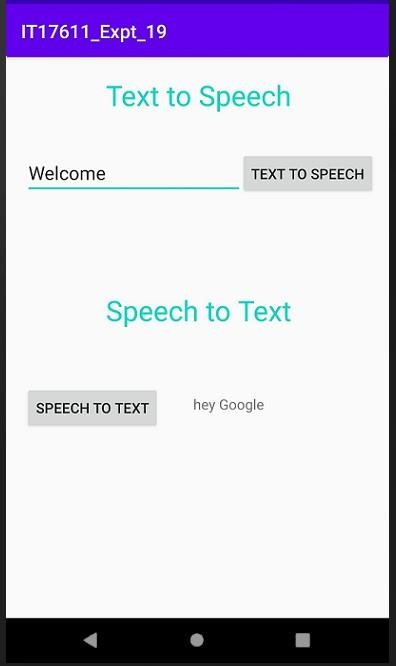 IT17611_Expt_19
Text to Speech
Welcome TEXT TO SPEECH
Speech to Text
SPEECH TO TEXT hey Google